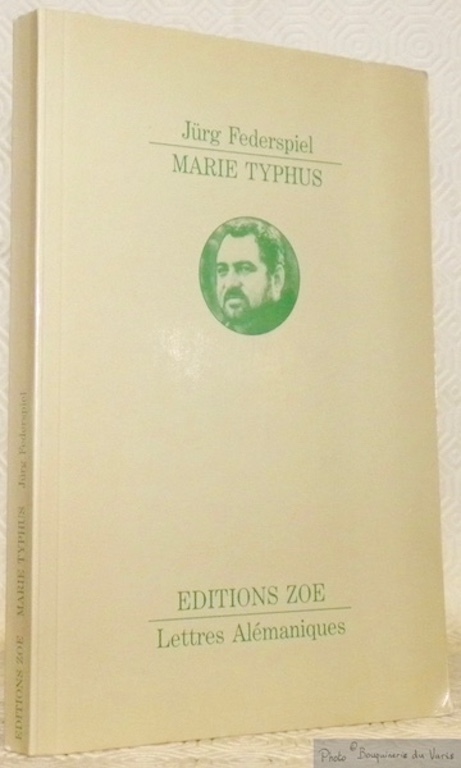 Jürg Federspiel
MARIE TYPHUS
EDITIONS ZOE
Lettres Alémaniques
EDITIONS ZOE MARIE TYPHUS Jürg Federspiel
Photo © Bouquinerie du Varis